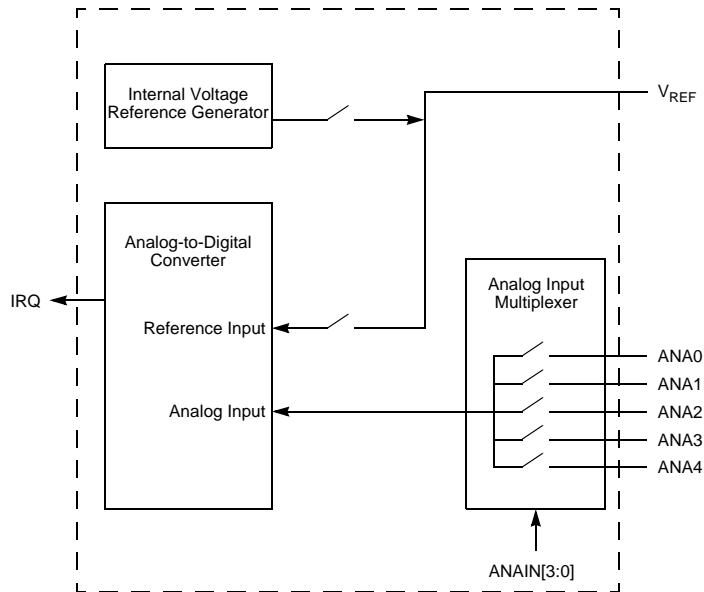 Internal Voltage
Reference Generator
V_REF
Analog-to-Digital
Converter
Analog Input
Multiplexer
IRQ
Reference Input
Analog Input
ANA0
ANA1
ANA2
ANA3
ANA4
ANAIN[3:0]